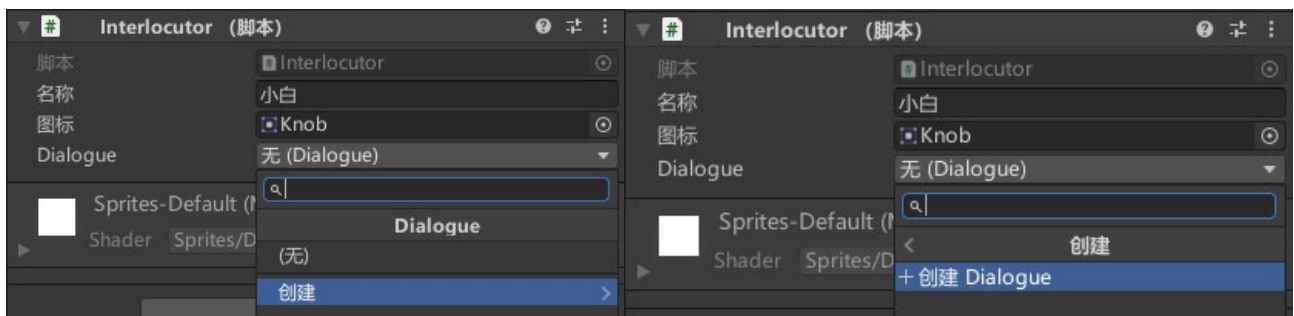 Interlocutor (脚本)
脚本 Interlocutor
名称 小白
图标 Knob
Dialogue 无 (Dialogue)
Sprites-Default (
Shader Sprites/D
Dialogue
(无)
创建
Interlocutor (脚本)
脚本 Interlocutor
名称 小白
图标 Knob
Dialogue 无 (Dialogue)
Sprites-Default (
Shader Sprites/D
创建
+创建 Dialogue